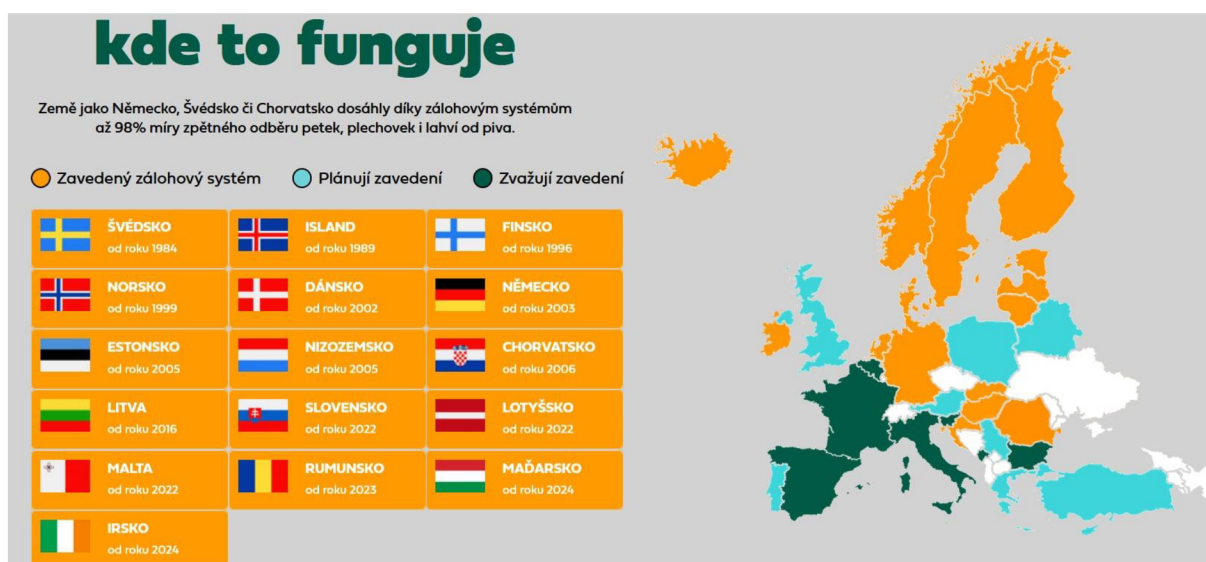 kde to funguje
Země jako Německo, Švédsko či Chorvatsko dosáhly díky zálohovým systémům
až 98% míry zpětného odběru petek, plechovek i lahví od piva.
Zavedený zálohový systém Plánují zavedení Zvažují zavedení
ŠVÉDSKO
od roku 1984
ISLAND
od roku 1989
FINSKO
od roku 1996
NORSKO
od roku 1999
DÁNSKO
od roku 2002
NĚMECKO
od roku 2003
ESTONSKO
od roku 2005
NIZOZEMSKO
od roku 2005
CHORVATSKO
od roku 2006
LITVA
od roku 2016
SLOVENSKO
od roku 2022
LOTYŠSKO
od roku 2022
MALTA
od roku 2022
RUMUNSKO
od roku 2023
MAĎARSKO
od roku 2024
IRSKO
od roku 2024